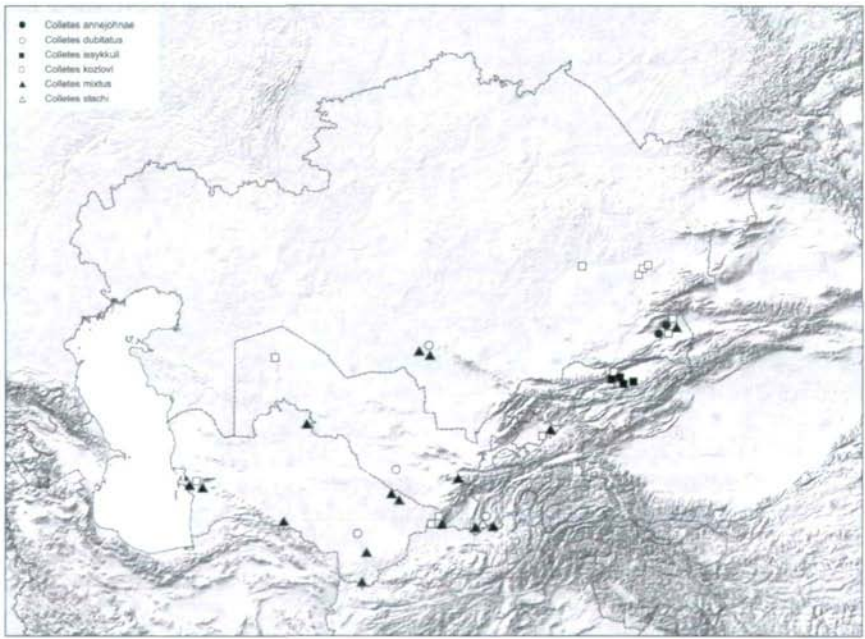 Colletes annejohnae
Colletes dubitatus
Colletes issykkuli
Colletes kozlovi
Colletes mixtus
Colletes stachi